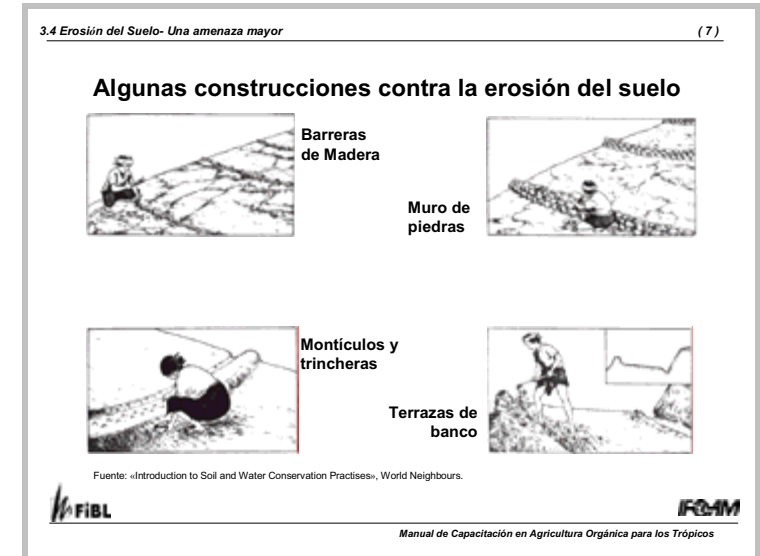 3.4 Erosión del Suelo- Una amenaza mayor
( 7 )
Algunas construcciones contra la erosión del suelo
Barreras
de Madera
Muro de
piedras
Montículos y
trincheras
Terrazas de
banco
Fuente: «Introduction to Soil and Water Conservation Practises», World Neighbours.
FiBL
IFOAM
Manual de Capacitación en Agricultura Orgánica para los Trópicos